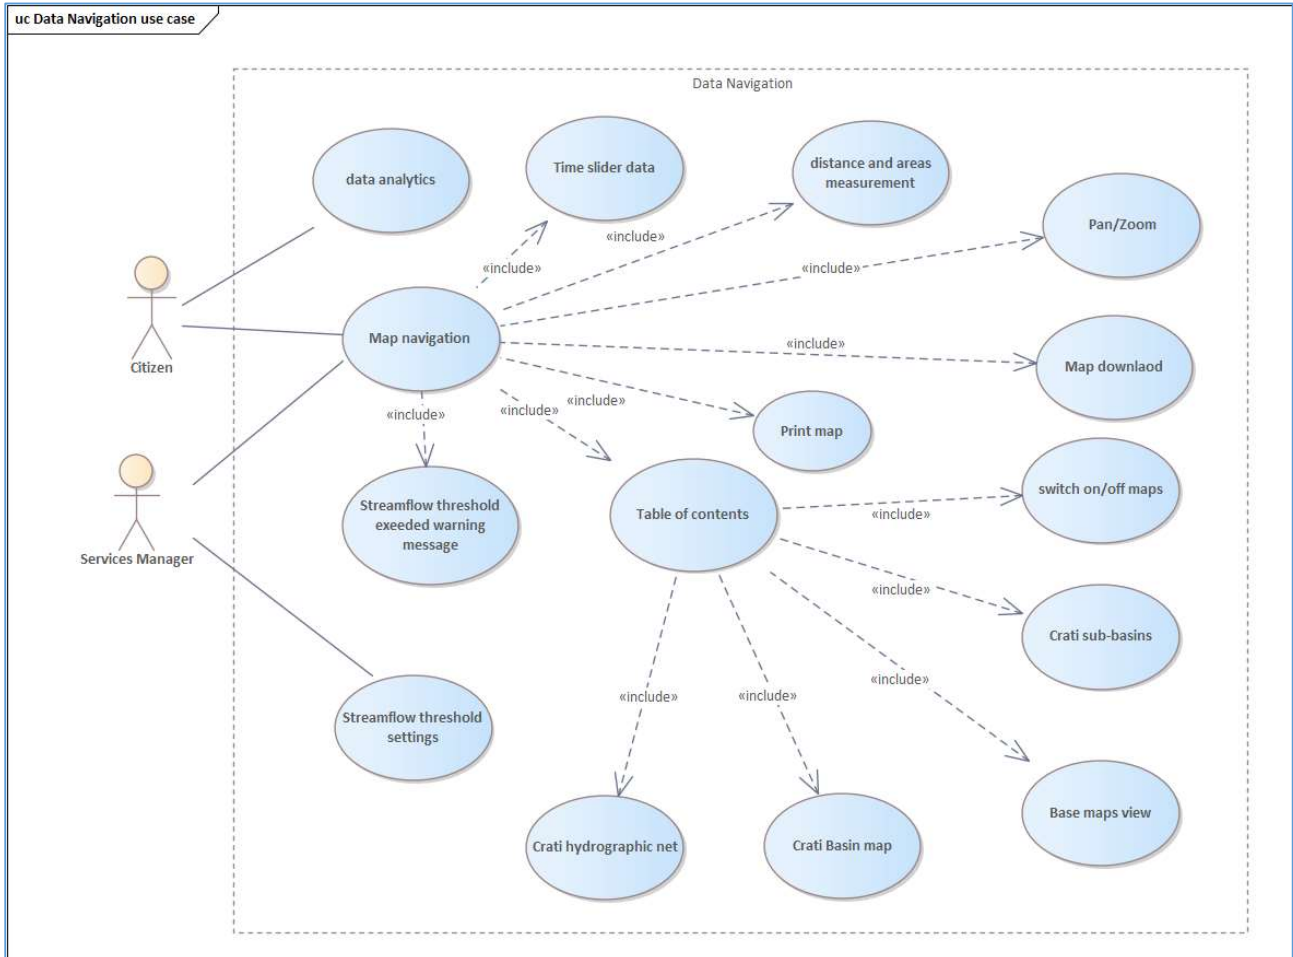 uc Data Navigation use case
Data Navigation
data analytics
Time slider data
distance and areas
measurement
Pan/Zoom
«include»
«include»
«include»
Citizen
Map navigation
«include»
Map downlaod
«include»
«include»
«include»
Print map
Services Manager
Streamflow threshold
exeeded warning
message
Table of contents
switch on/off maps
«include»
«include»
Crati sub-basins
«include»
«include»
«include»
Streamflow threshold
settings
Base maps view
Crati hydrographic net
Crati Basin map